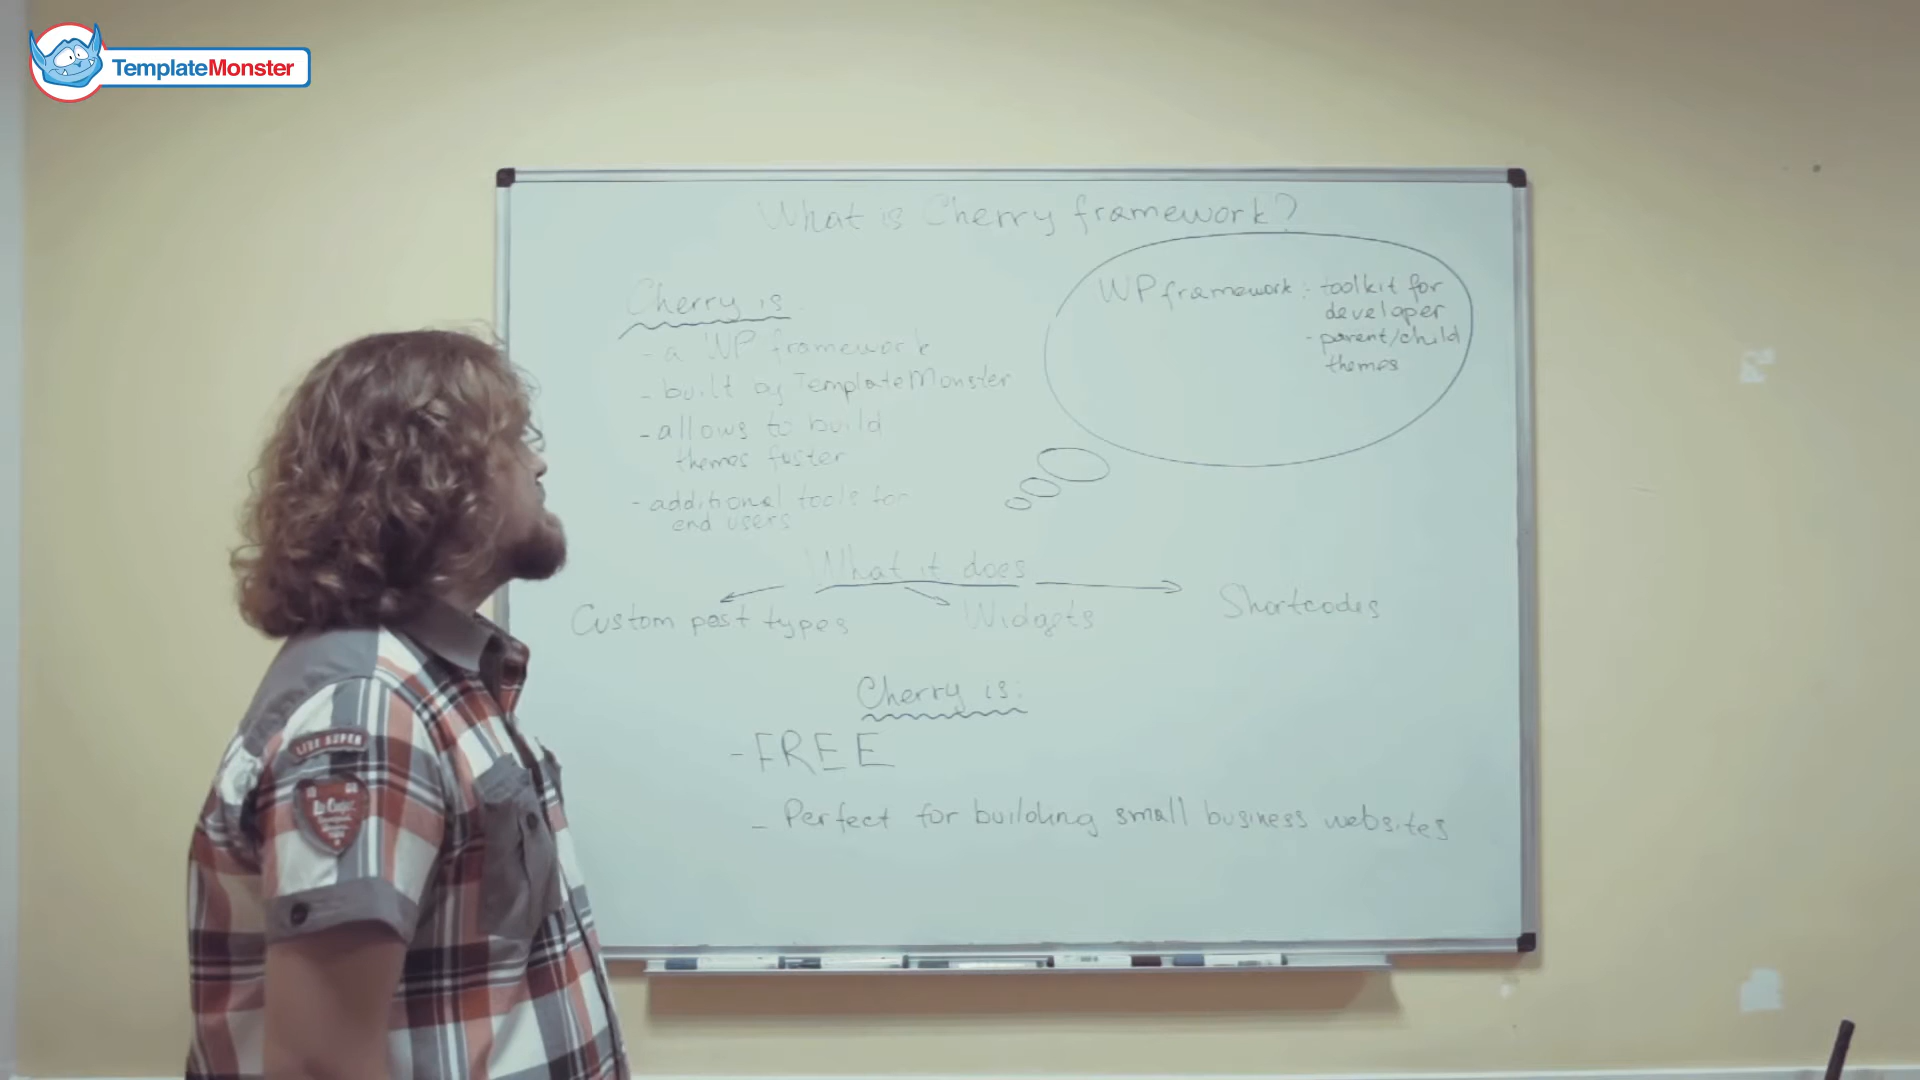 TemplateMonster
What is Cherry framework?
Cherry is
- a WP framework
- built by TemplateMonster
- allows to build
themes faster
- additional tools for
end users
WP framework: toolkit for
developer
- parent/child
themes
What it does
Custom post types
Widgets
Shortcodes
Cherry is:
- FREE
- Perfect for building small business websites